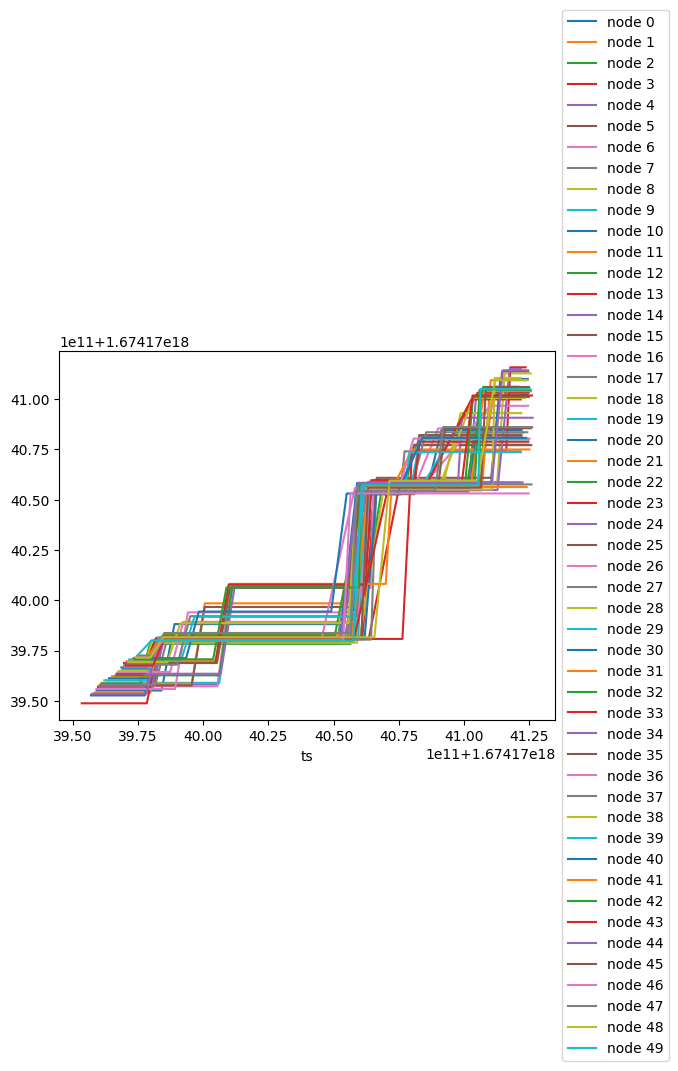 1e11+1.67417e18
41.00
40.75
40.50
40.25
40.00
39.75
39.50
39.50 39.75 40.00 40.25 40.50 40.75 41.00 41.25
ts
1e11+1.67417e18
node 0
node 1
node 2
node 3
node 4
node 5
node 6
node 7
node 8
node 9
node 10
node 11
node 12
node 13
node 14
node 15
node 16
node 17
node 18
node 19
node 20
node 21
node 22
node 23
node 24
node 25
node 26
node 27
node 28
node 29
node 30
node 31
node 32
node 33
node 34
node 35
node 36
node 37
node 38
node 39
node 40
node 41
node 42
node 43
node 44
node 45
node 46
node 47
node 48
node 49